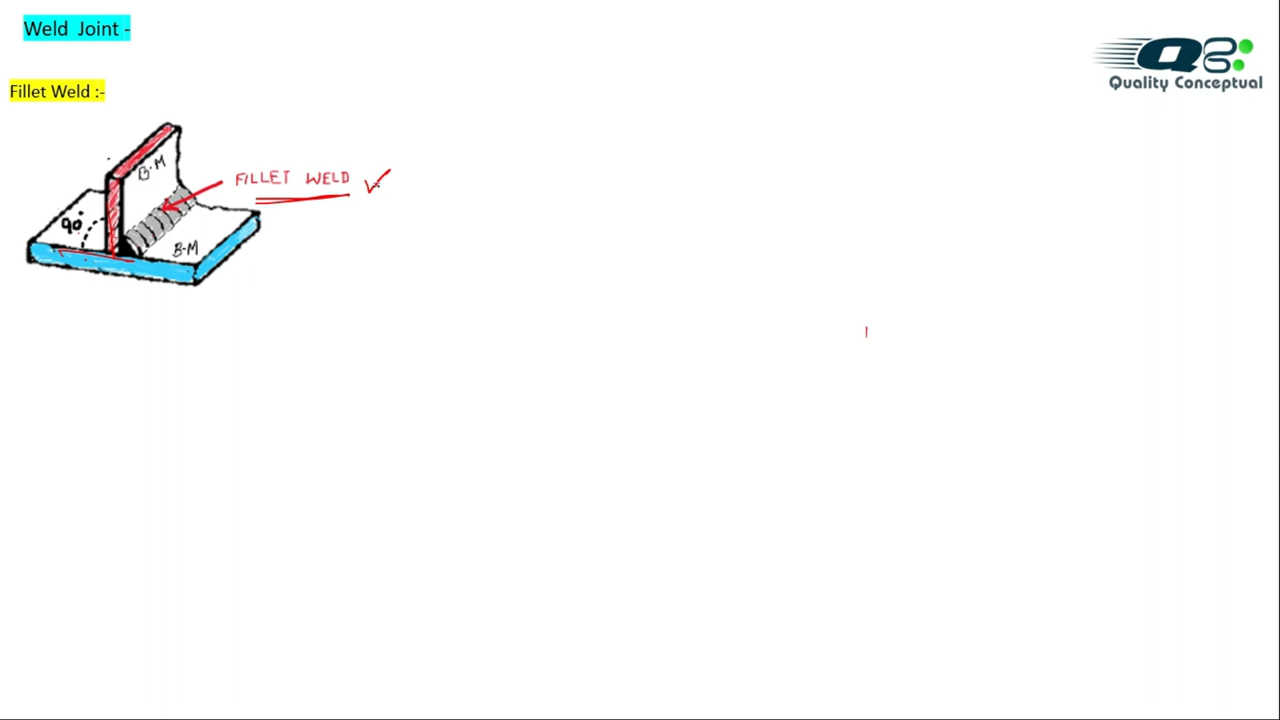 Weld Joint -
Quality Conceptual
Fillet Weld :-
B.M
FILLET WELD
90°
B.M